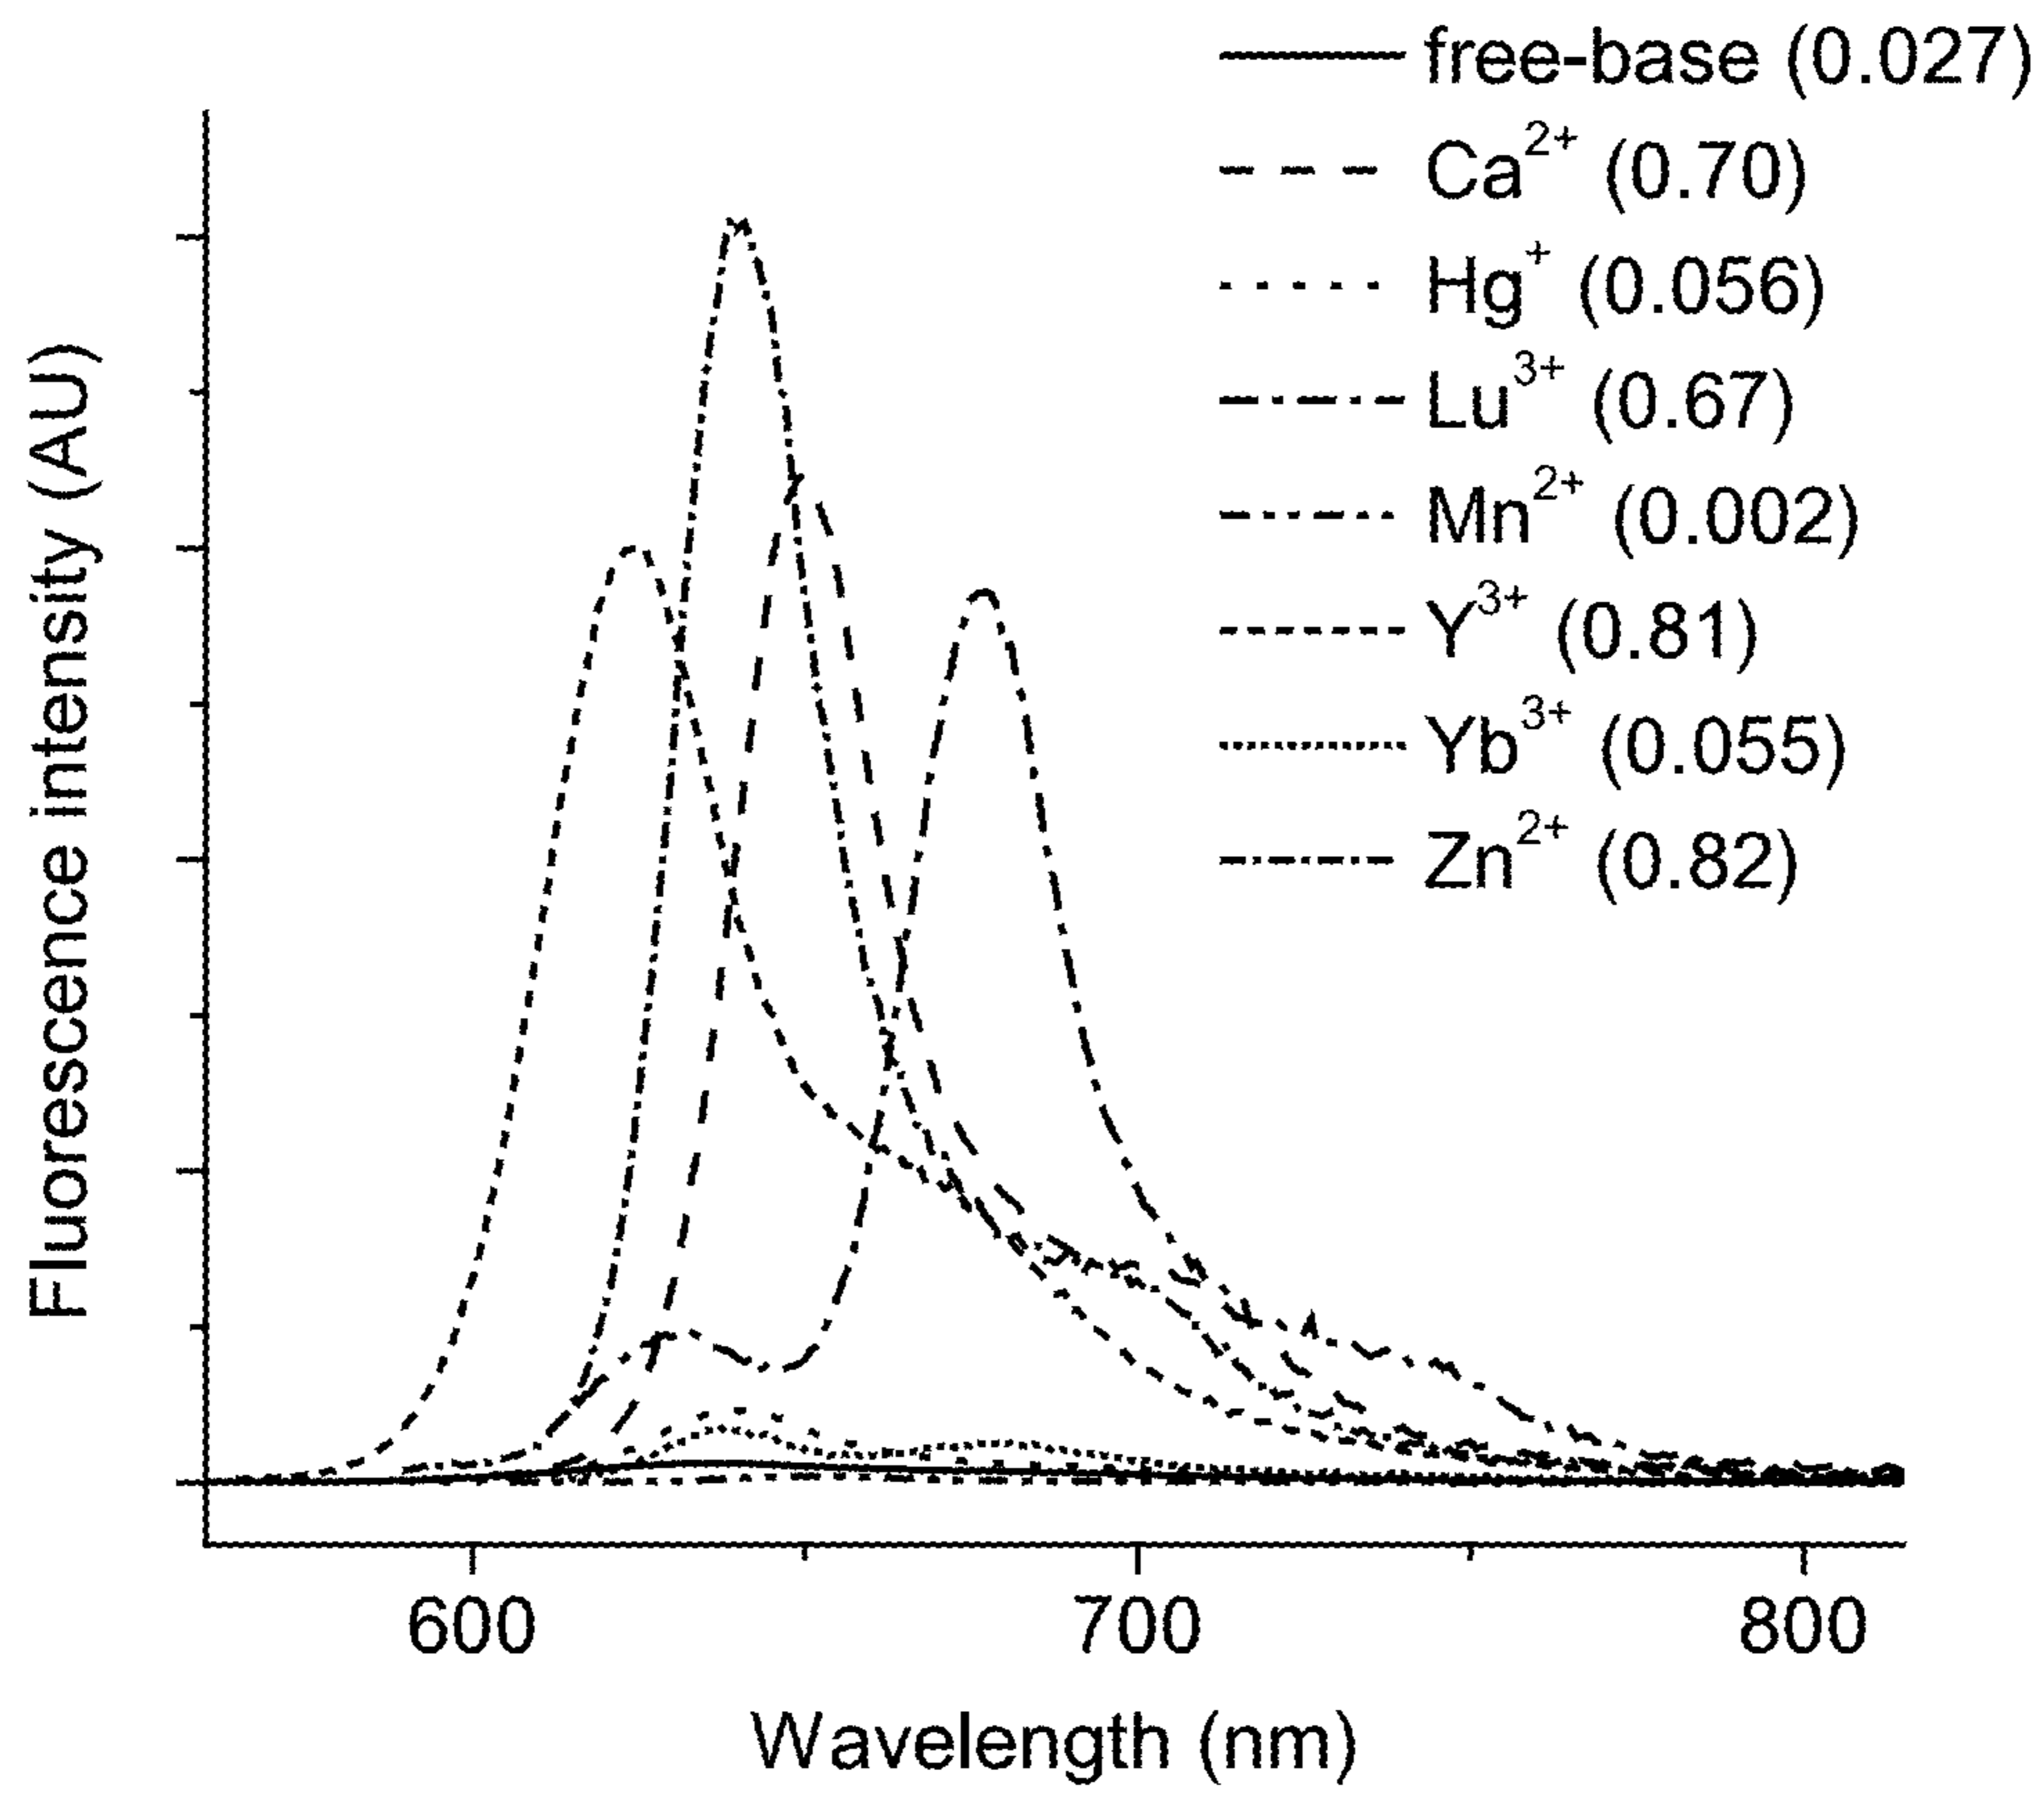 free-base (0.027)
Ca2+ (0.70)
Hg+ (0.056)
Lu3+ (0.67)
Mn2+ (0.002)
Y3+ (0.81)
Yb3+ (0.055)
Zn2+ (0.82)
Fluorescence intensity (AU)
600 700 800
Wavelength (nm)